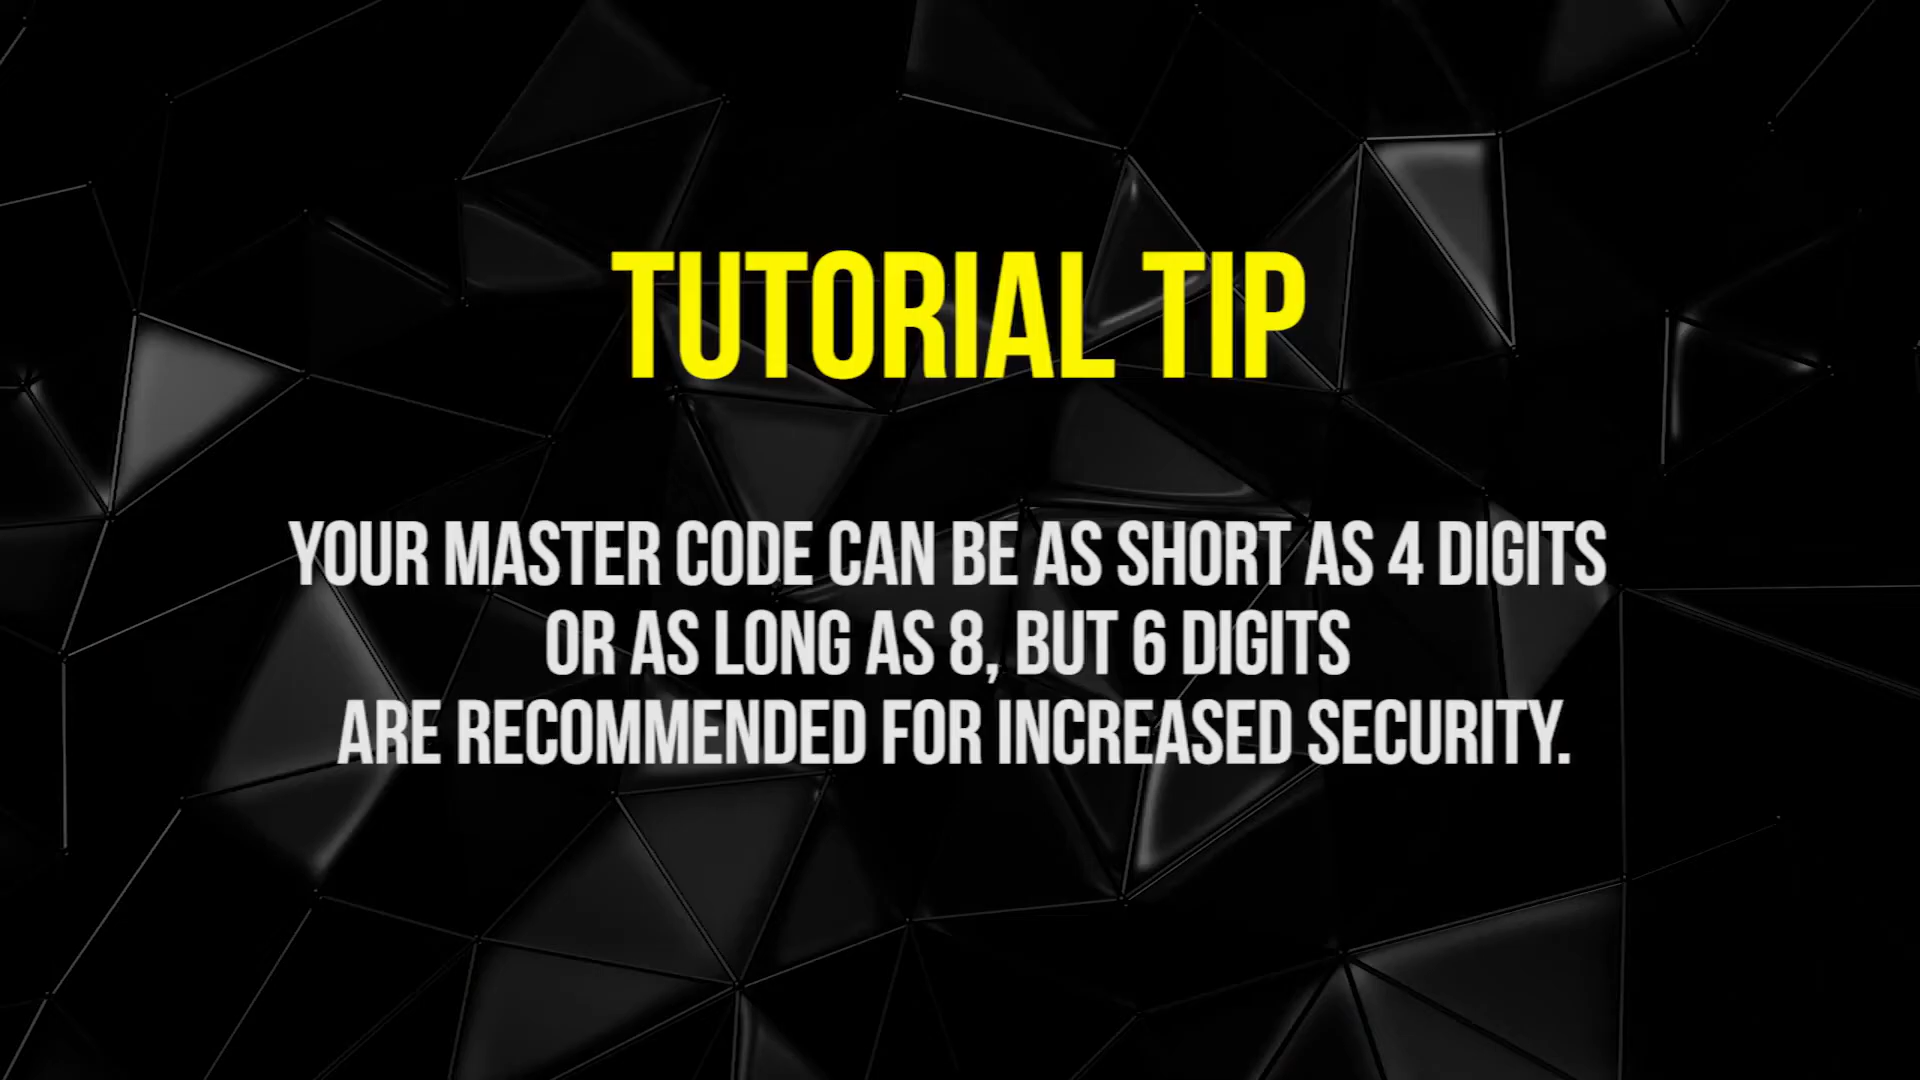 TUTORIAL TIP
YOUR MASTER CODE CAN BE AS SHORT AS 4 DIGITS
OR AS LONG AS 8, BUT 6 DIGITS
ARE RECOMMENDED FOR INCREASED SECURITY.